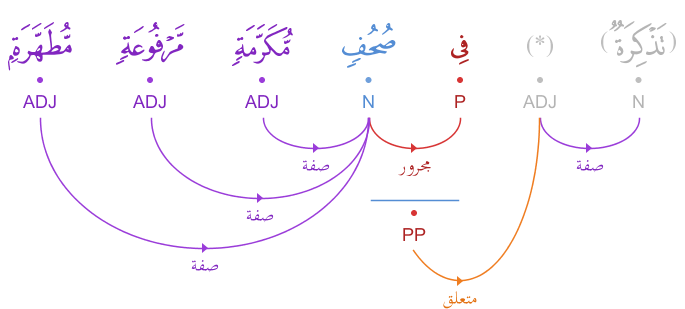 (تَذْكِرَةٌ) (*) فِى صُحُفٍ مُّكَرَّمَةٍ مَّرْفُوعَةٍ مُّطَهَّرَةٍۭ
N ADJ P N ADJ ADJ ADJ
صفة مجرور صفة
صفة
PP
صفة
متعلق